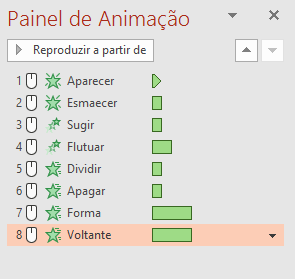 Painel de Animação
Reproduzir a partir de
1 Aparecer
2 Esmaecer
3 Sugir
4 Flutuar
5 Dividir
6 Apagar
7 Forma
8 Voltante